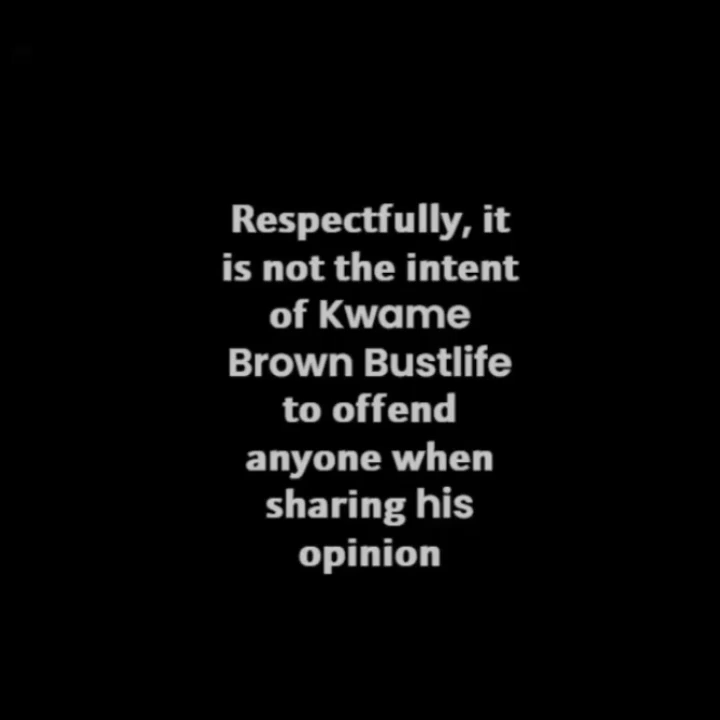 Respectfully, it
is not the intent
of Kwame
Brown Bustlife
to offend
anyone when
sharing his
opinion